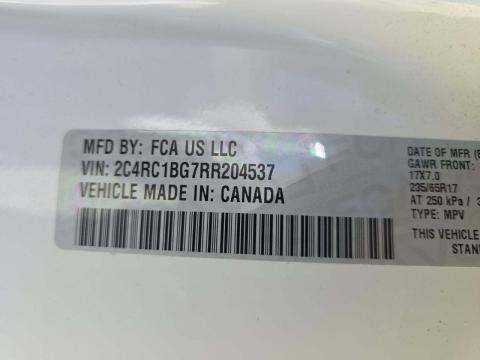 MFD BY: FCA US LLC
VIN: 2C4RC1BG7RR204537
VEHICLE MADE IN: CANADA
DATE OF MFR
GAWR FRONT:
17X7.0
235/65R17
AT 250 kPa /
TYPE: MPV
THIS VEHICLE